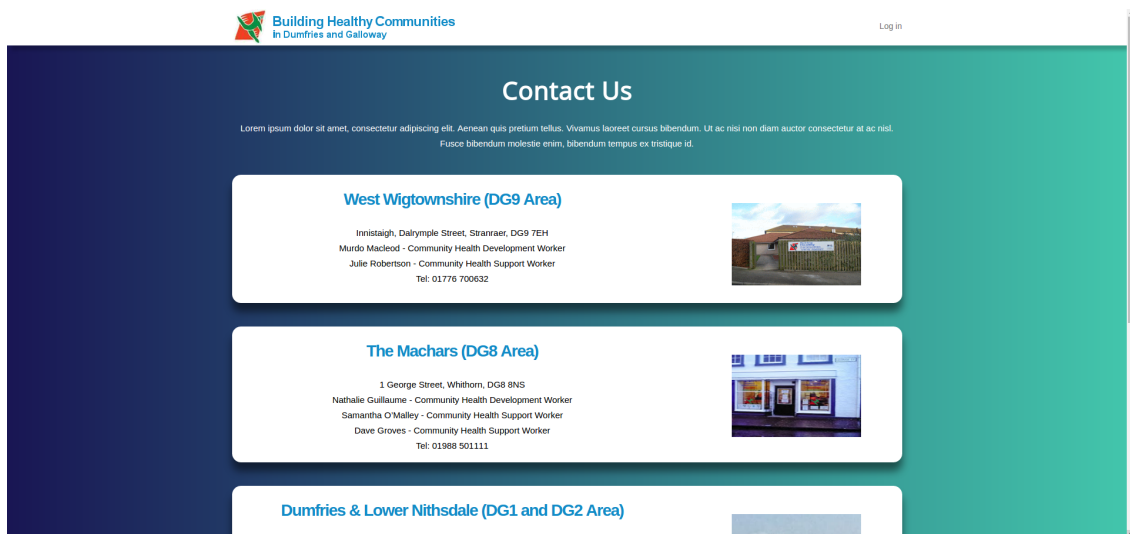 Building Healthy Communities
in Dumfries and Galloway
Log in
Contact Us
Lorem ipsum dolor sit amet, consectetur adipiscing elit. Aenean quis pretium tellus. Vivamus laoreet cursus bibendum. Ut ac nisi non diam auctor consectetur at ac nisl.
Fusce bibendum molestie enim, bibendum tempus ex tristique id.
West Wigtownshire (DG9 Area)
Innistaigh, Dalrymple Street, Stranraer, DG9 7EH
Murdo Macleod - Community Health Development Worker
Julie Robertson - Community Health Support Worker
Tel: 01776 700632
The Machars (DG8 Area)
1 George Street, Whithorn, DG8 8NS
Nathalie Guillaume - Community Health Development Worker
Samantha O'Malley - Community Health Support Worker
Dave Groves - Community Health Support Worker
Tel: 01988 501111
Dumfries & Lower Nithsdale (DG1 and DG2 Area)